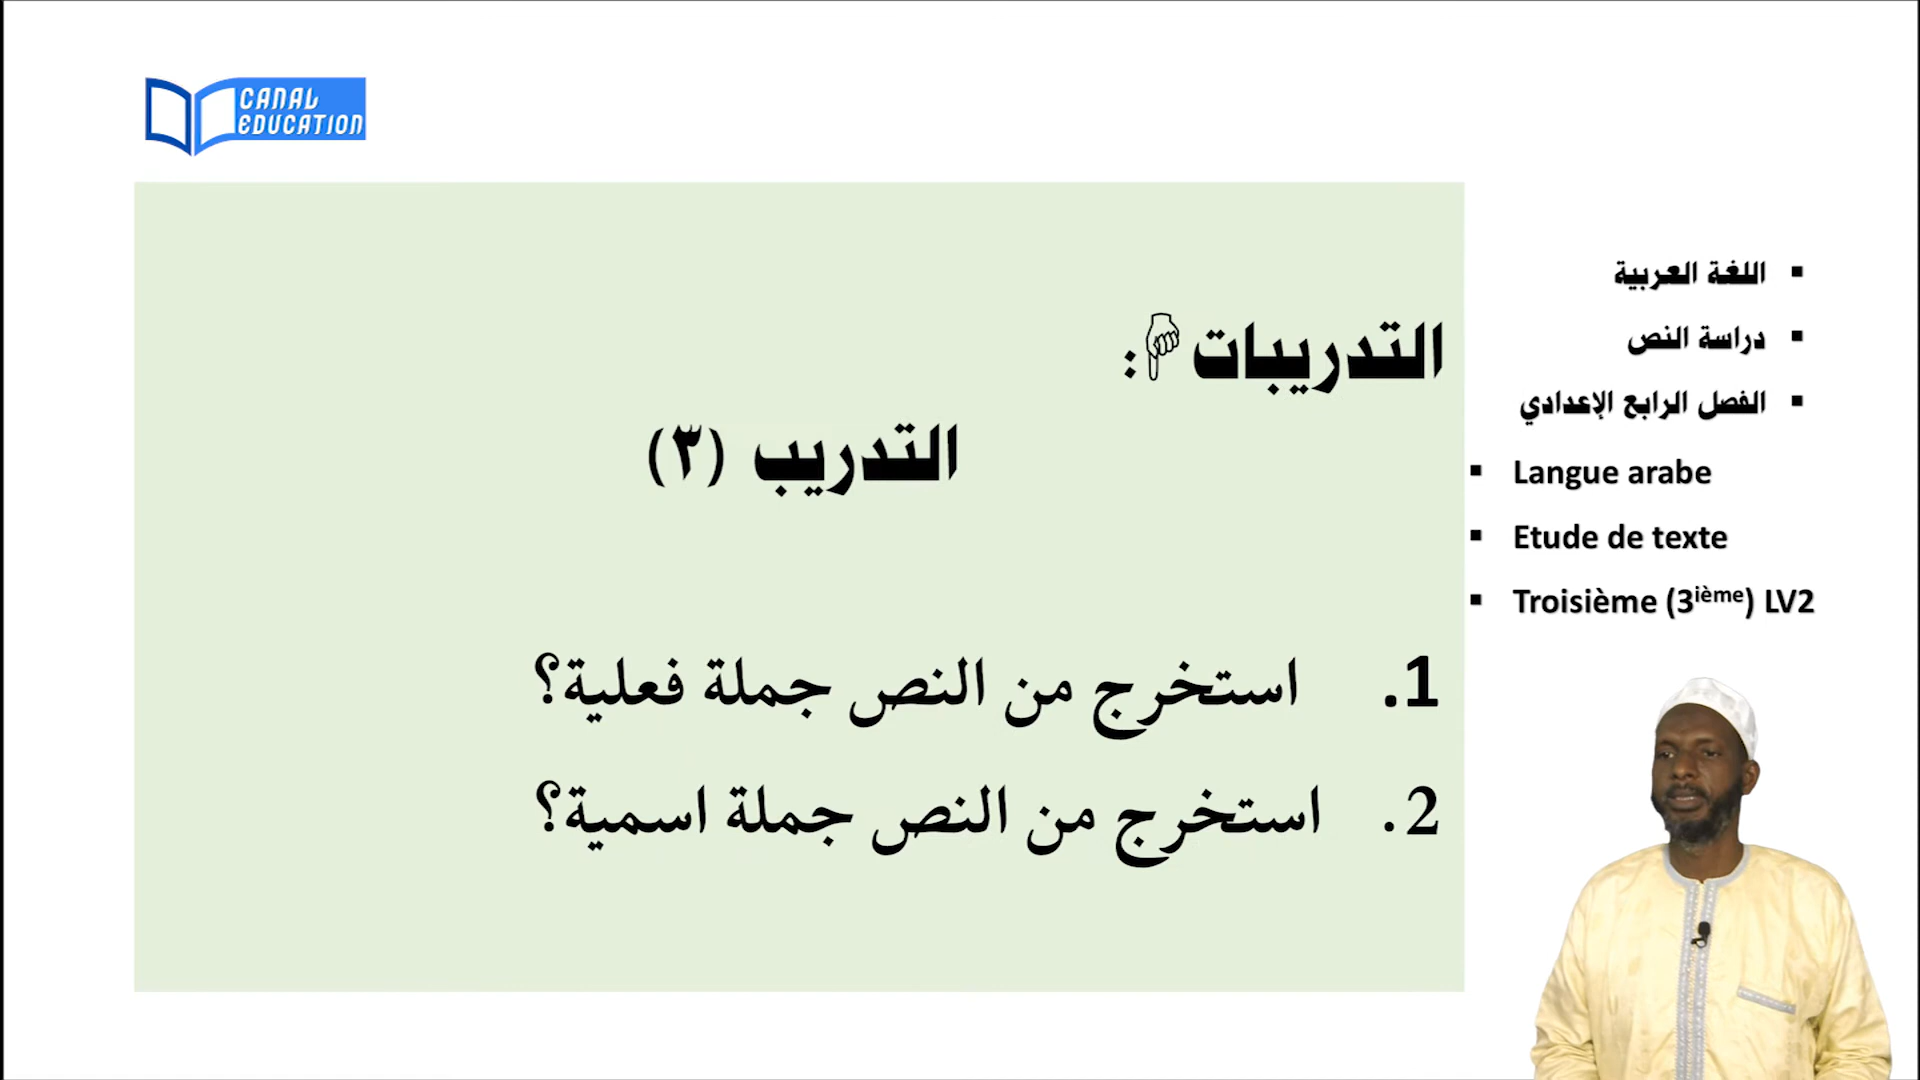 CANAL
EDUCATION
التدريبات:
التدريب (٣)
1. استخرج من النص جملة فعلية؟
2. استخرج من النص جملة اسمية؟
▪ اللغة العربية
▪ دراسة النص
▪ الفصل الرابع الإعدادي
▪ Langue arabe
▪ Etude de texte
▪ Troisième (3ième) LV2